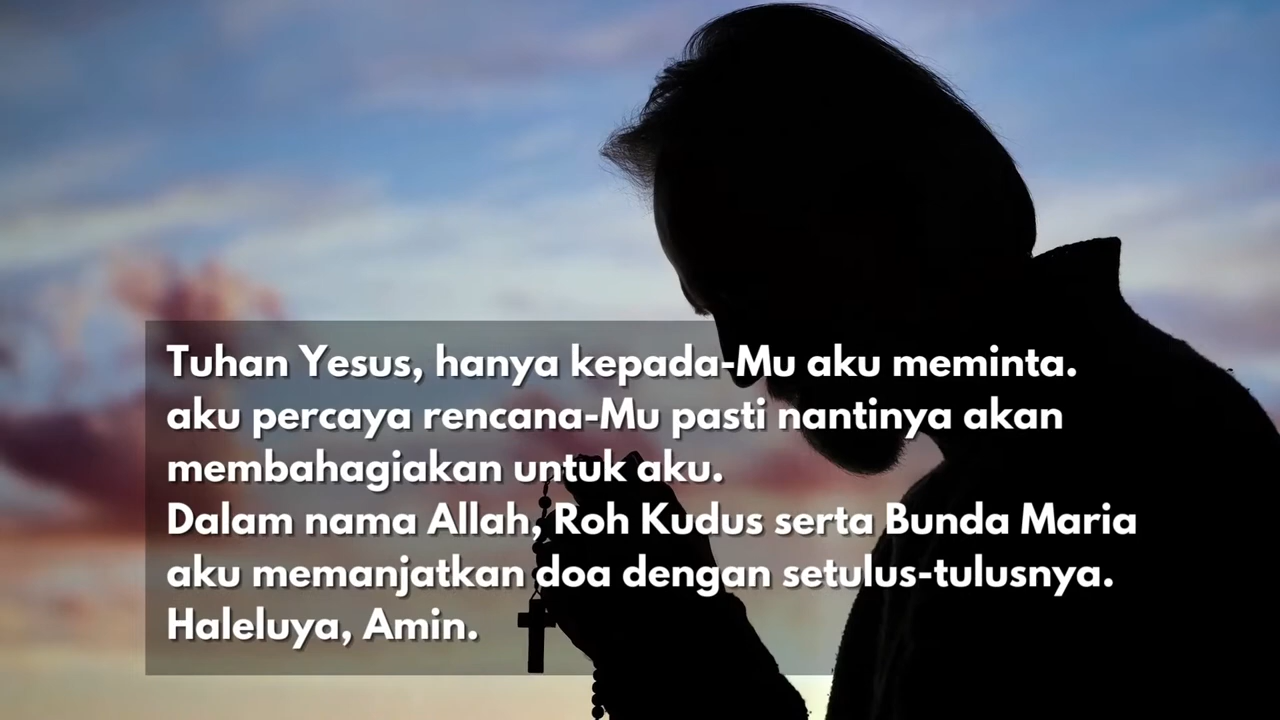 Tuhan Yesus, hanya kepada-Mu aku meminta.
aku percaya rencana-Mu pasti nantinya akan
membahagiakan untuk aku.
Dalam nama Allah, Roh Kudus serta Bunda Maria
aku memanjatkan doa dengan setulus-tulusnya.
Haleluya, Amin.